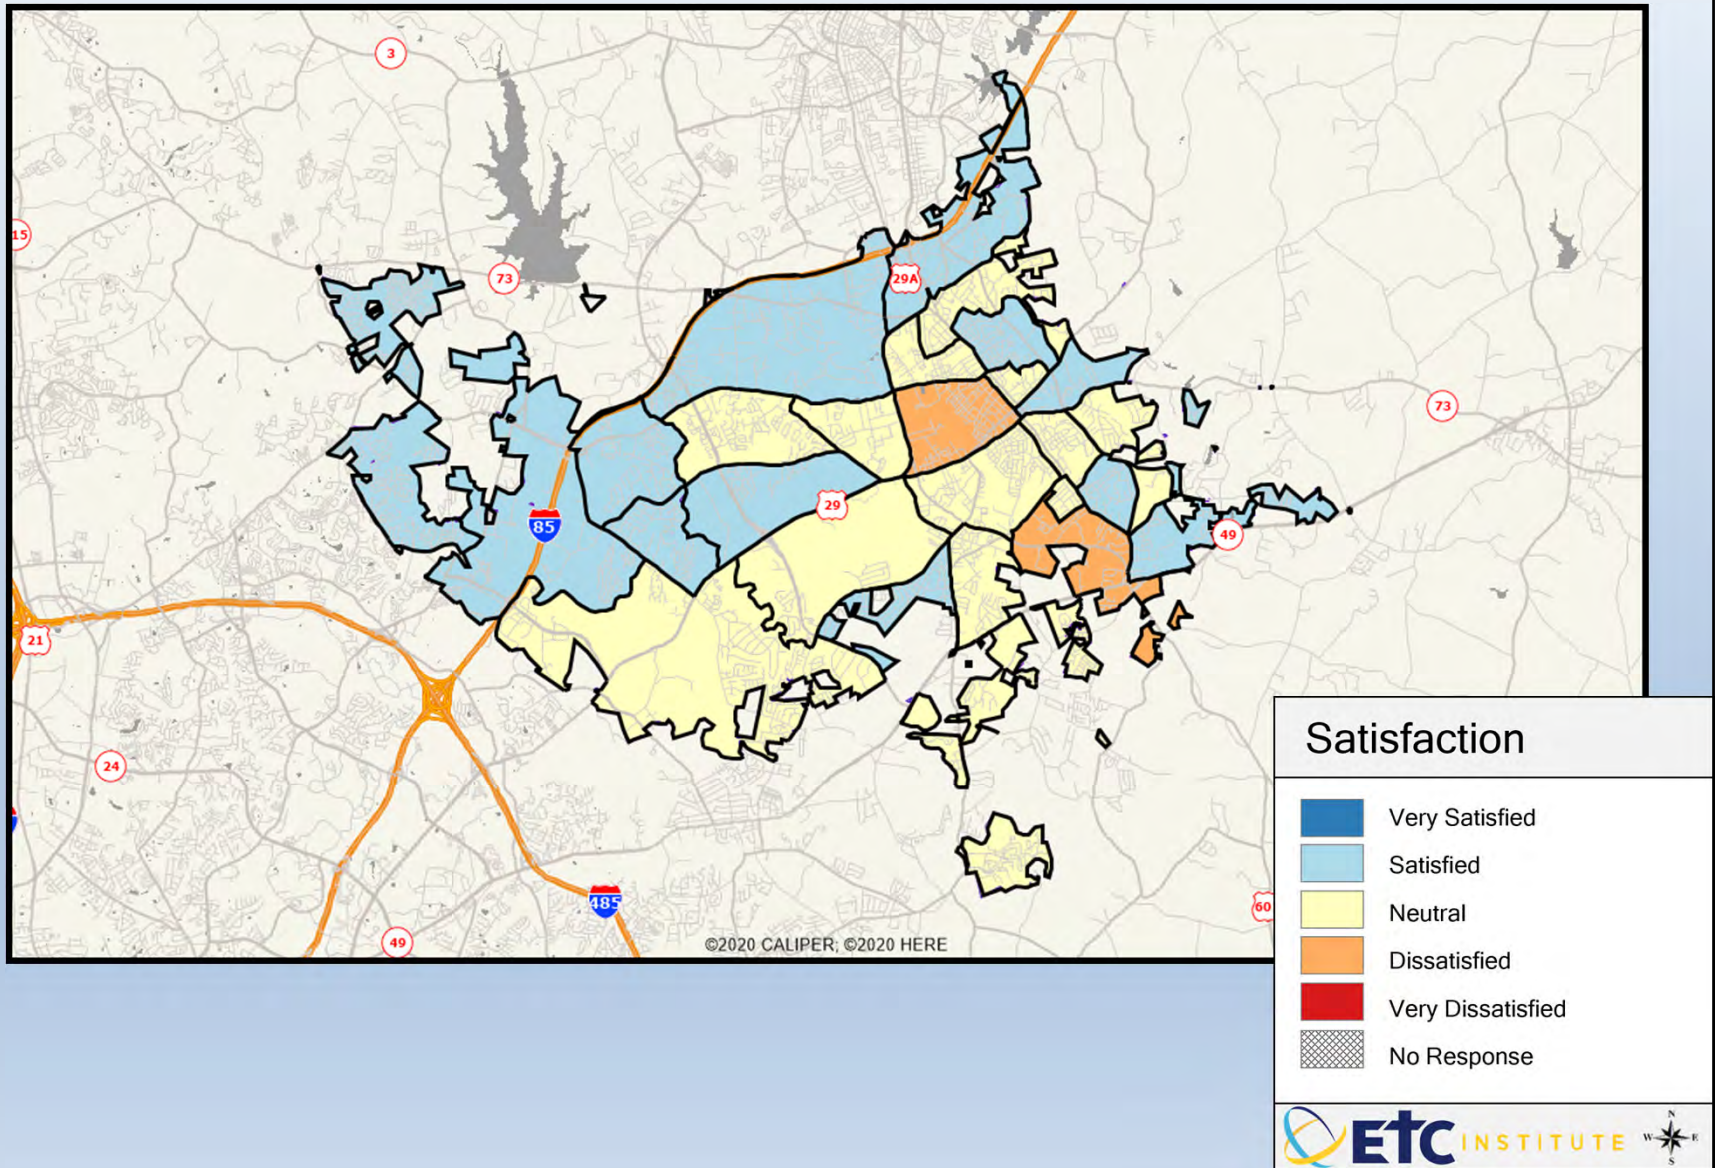 3
15
73
29A
73
29
85
49
21
24
485
49
60
©2020 CALIPER; ©2020 HERE
Satisfaction
Very Satisfied
Satisfied
Neutral
Dissatisfied
Very Dissatisfied
No Response
ETC INSTITUTE
N
W E
S